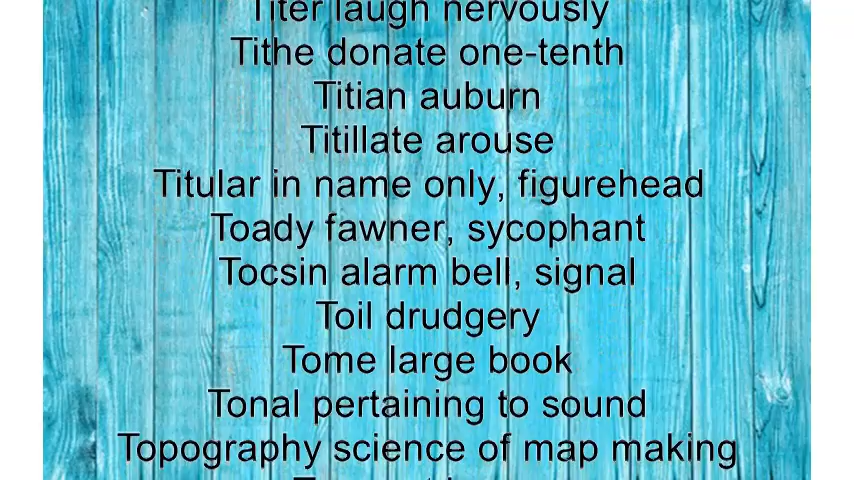 Titer laugh nervously
Tithe donate one-tenth
Titian auburn
Titillate arouse
Titular in name only, figurehead
Toady fawner, sycophant
Tocsin alarm bell, signal
Toil drudgery
Tome large book
Tonal pertaining to sound
Topography science of map making